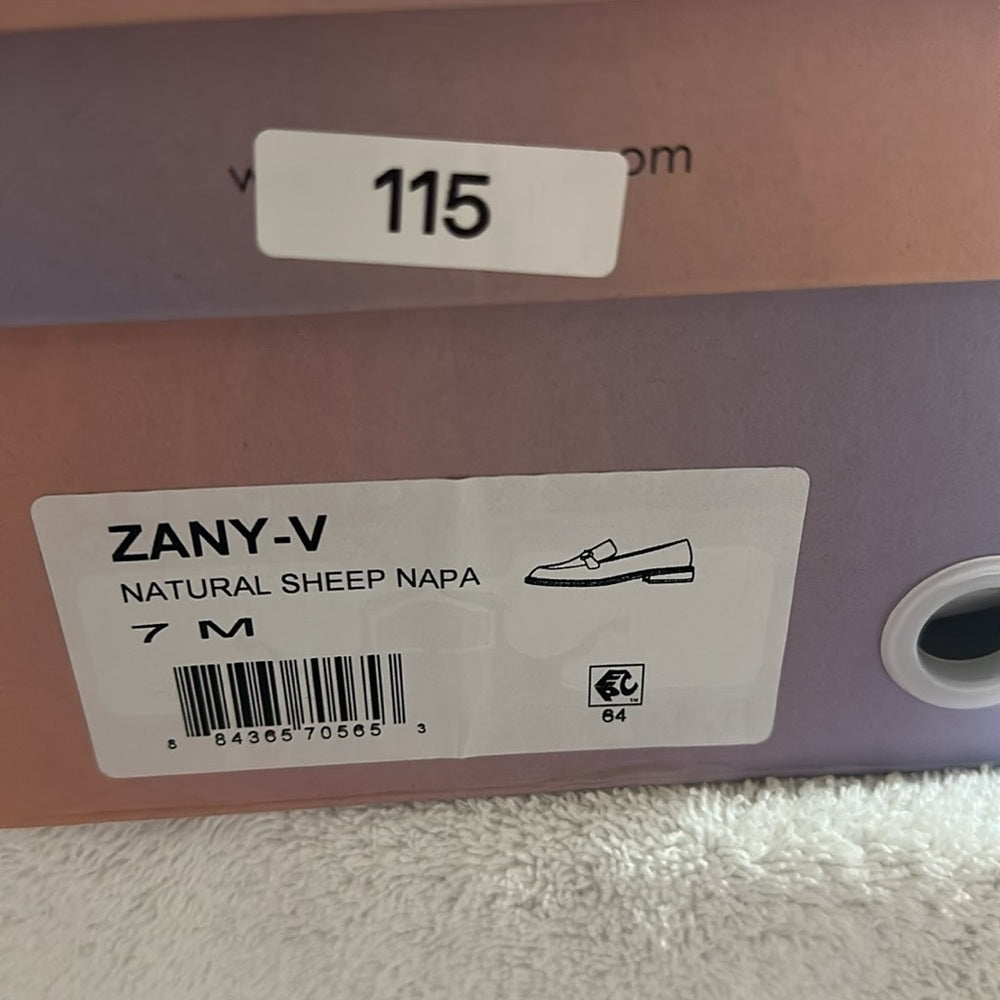 115
ZANY-V
NATURAL SHEEP NAPA
7 M
8 84365 70565 3
64